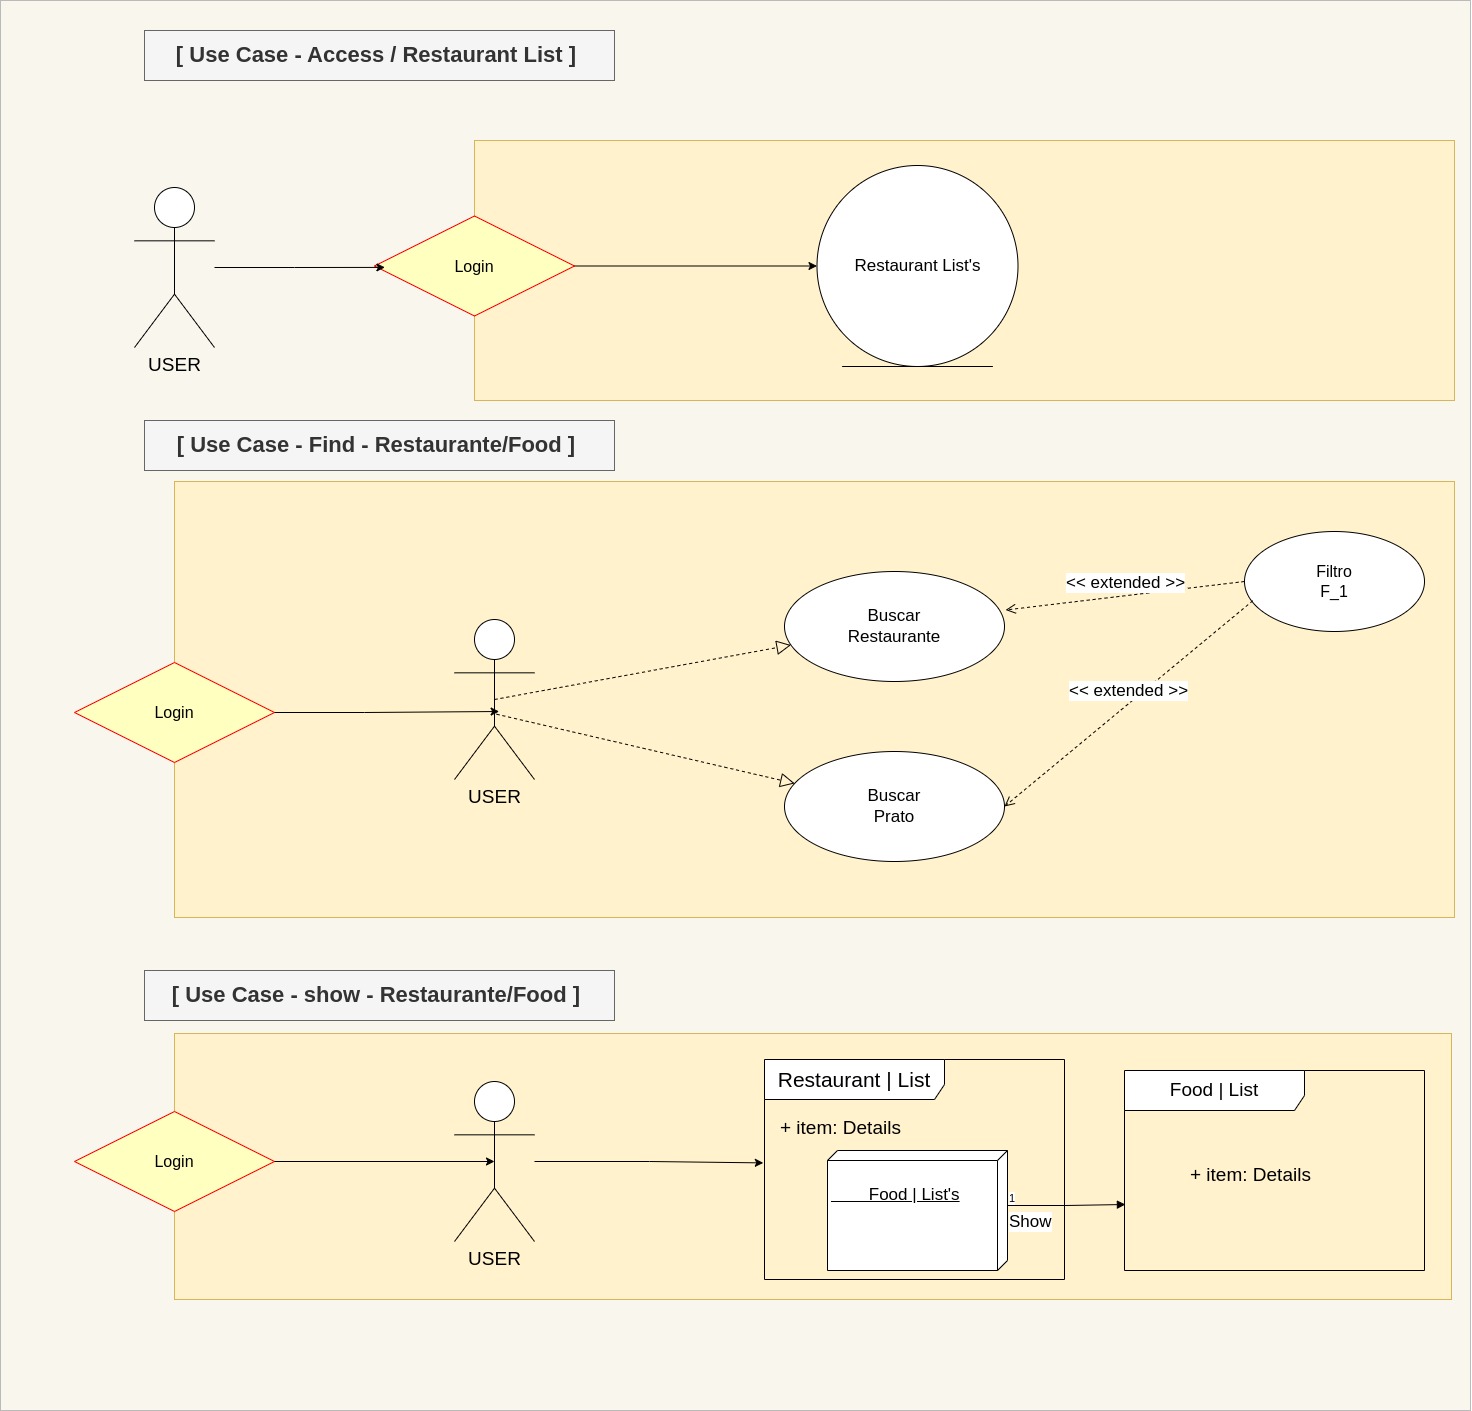 [ Use Case - Access / Restaurant List ]
Login
Restaurant List's
USER
[ Use Case - Find - Restaurante/Food ]
Filtro
F_1
<< extended >>
Buscar
Restaurante
<< extended >>
Login
USER
Buscar
Prato
[ Use Case - show - Restaurante/Food ]
Restaurant | List
Food | List
+ item: Details
Login
+ item: Details
Food | List's
1
Show
USER